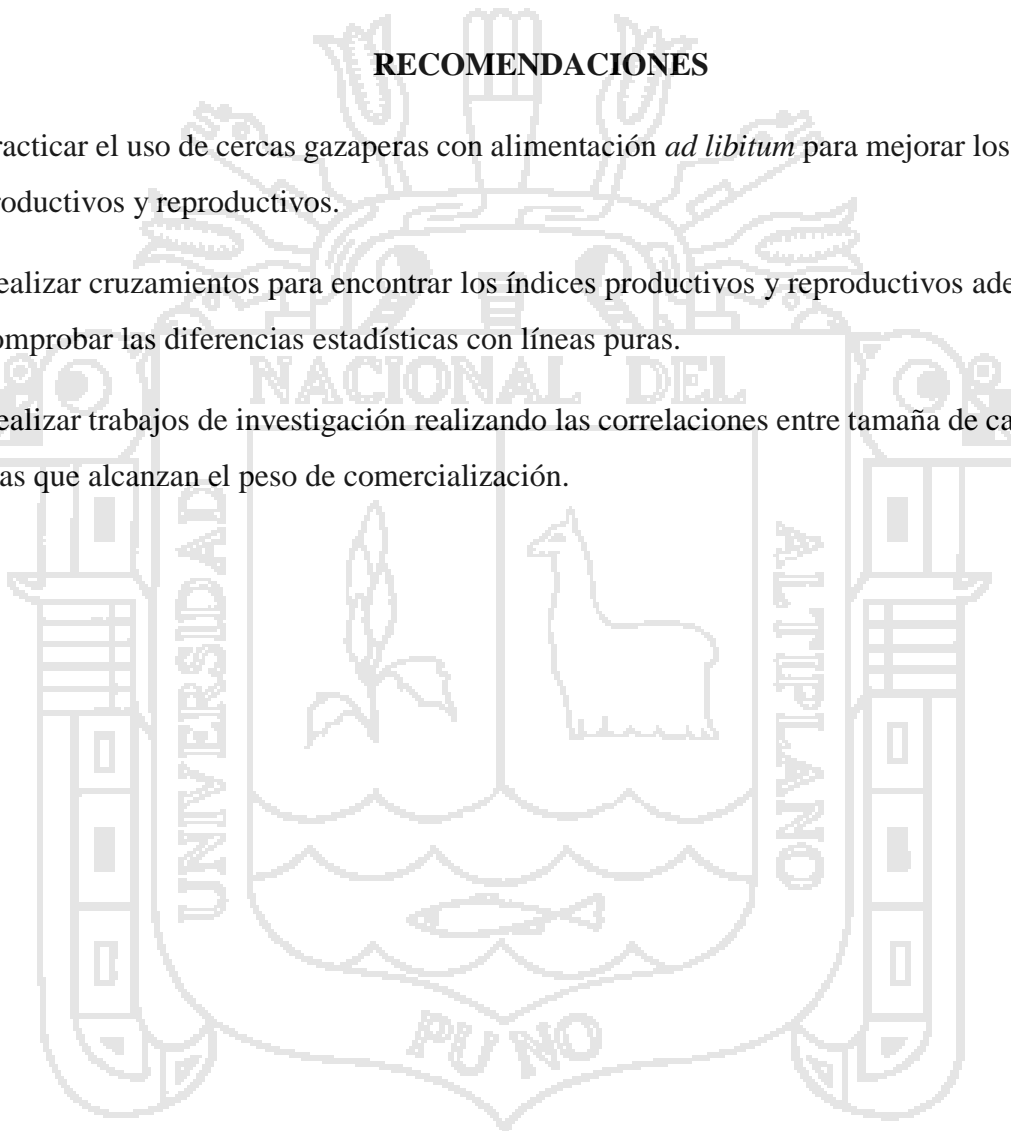 RECOMENDACIONES
racticar el uso de cercas gazaperas con alimentación ad libitum para mejorar los
roductivos y reproductivos.
ealizar cruzamientos para encontrar los índices productivos y reproductivos ade
omprobar las diferencias estadísticas con líneas puras.
ealizar trabajos de investigación realizando las correlaciones entre tamaña de ca
ías que alcanzan el peso de comercialización.
NACIONAL DEL
UNIVERSIDAD
ALTIPLANO
PUNO